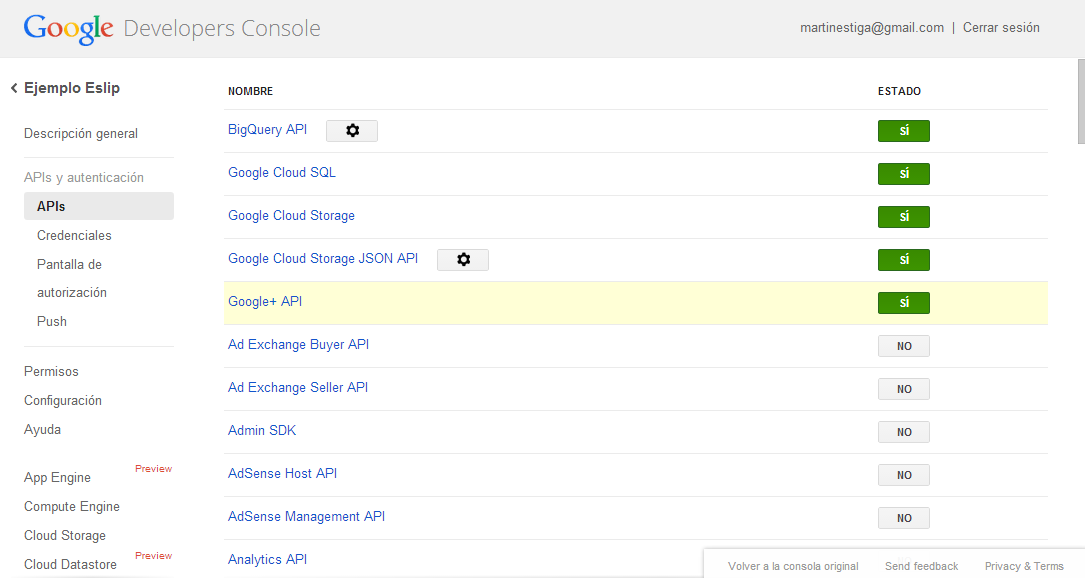 Google Developers Console
martinestiga@gmail.com | Cerrar sesión
Ejemplo Eslip
Descripción general
APIs y autenticación
APIs
Credenciales
Pantalla de
autorización
Push
Permisos
Configuración
Ayuda
App Engine Preview
Compute Engine
Cloud Storage
Cloud Datastore Preview
NOMBRE ESTADO
BigQuery API SÍ
Google Cloud SQL SÍ
Google Cloud Storage SÍ
Google Cloud Storage JSON API SÍ
Google+ API SÍ
Ad Exchange Buyer API NO
Ad Exchange Seller API NO
Admin SDK NO
AdSense Host API NO
AdSense Management API NO
Analytics API
Volver a la consola original Send feedback Privacy & Terms